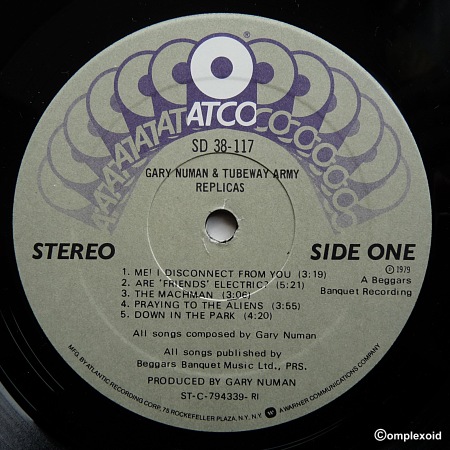 ATCO
®
SD 38-117
GARY NUMAN & TUBEWAY ARMY
REPLICAS
STEREO
SIDE ONE
℗ 1979
A Beggars
Banquet Recording
1. ME! I DISCONNECT FROM YOU (3:19)
2. ARE 'FRIENDS' ELECTRIC? (5:21)
3. THE MACHMAN (3:06)
4. PRAYING TO THE ALIENS (3:55)
5. DOWN IN THE PARK (4:20)
All songs composed by Gary Numan
All songs published by
Beggars Banquet Music Ltd., PRS.
PRODUCED BY GARY NUMAN
ST-C-794339- RI
MFG. BY ATLANTIC RECORDING CORP., 75 ROCKEFELLER PLAZA, N.Y. N.Y. A WARNER COMMUNICATIONS COMPANY
©omplexoid